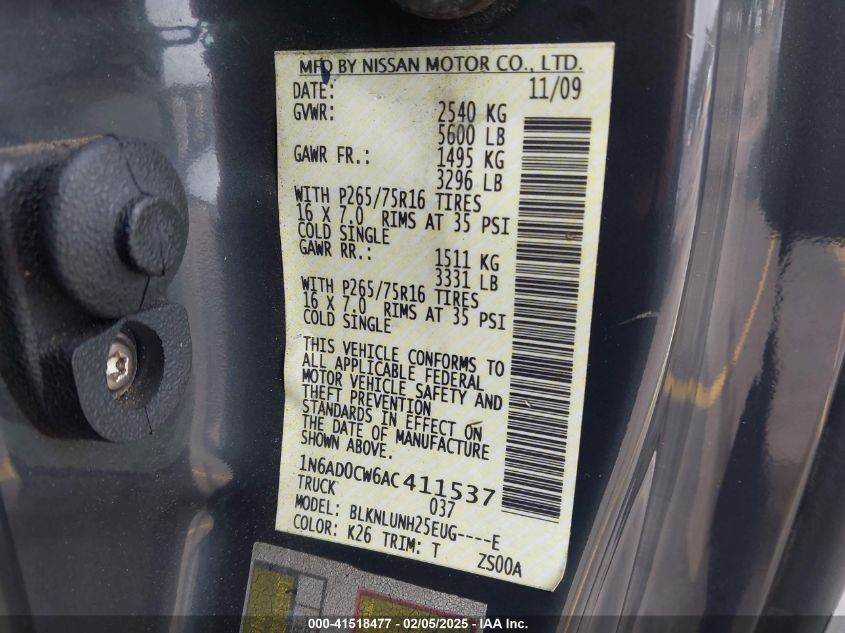 MFD BY NISSAN MOTOR CO., LTD.
DATE: 11/09
GVWR: 2540 KG
5600 LB
GAWR FR.: 1495 KG
3296 LB
WITH P265/75R16 TIRES
16 X 7.0 RIMS AT 35 PSI
COLD SINGLE
GAWR RR.: 1511 KG
3331 LB
WITH P265/75R16 TIRES
16 X 7.0 RIMS AT 35 PSI
COLD SINGLE
THIS VEHICLE CONFORMS TO
ALL APPLICABLE FEDERAL
MOTOR VEHICLE SAFETY AND
THEFT PREVENTION
STANDARDS IN EFFECT ON
THE DATE OF MANUFACTURE
SHOWN ABOVE.
1N6AD0CW6AC411537
TRUCK 037
MODEL: BLKNLUNH25EUG----E
COLOR: K26 TRIM: T ZS00A
000-41518477 - 02/05/2025 - IAA Inc.